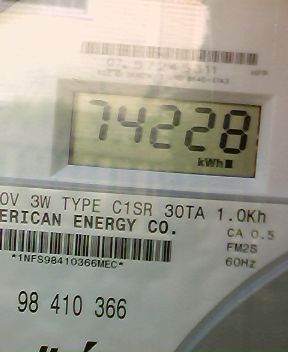 74228
kWh
0V 3W TYPE C1SR 30TA 1.0Kh
ERICAN ENERGY CO.
CA 0.5
FM2S
60Hz
*1NFS98410366MEC*
98 410 366